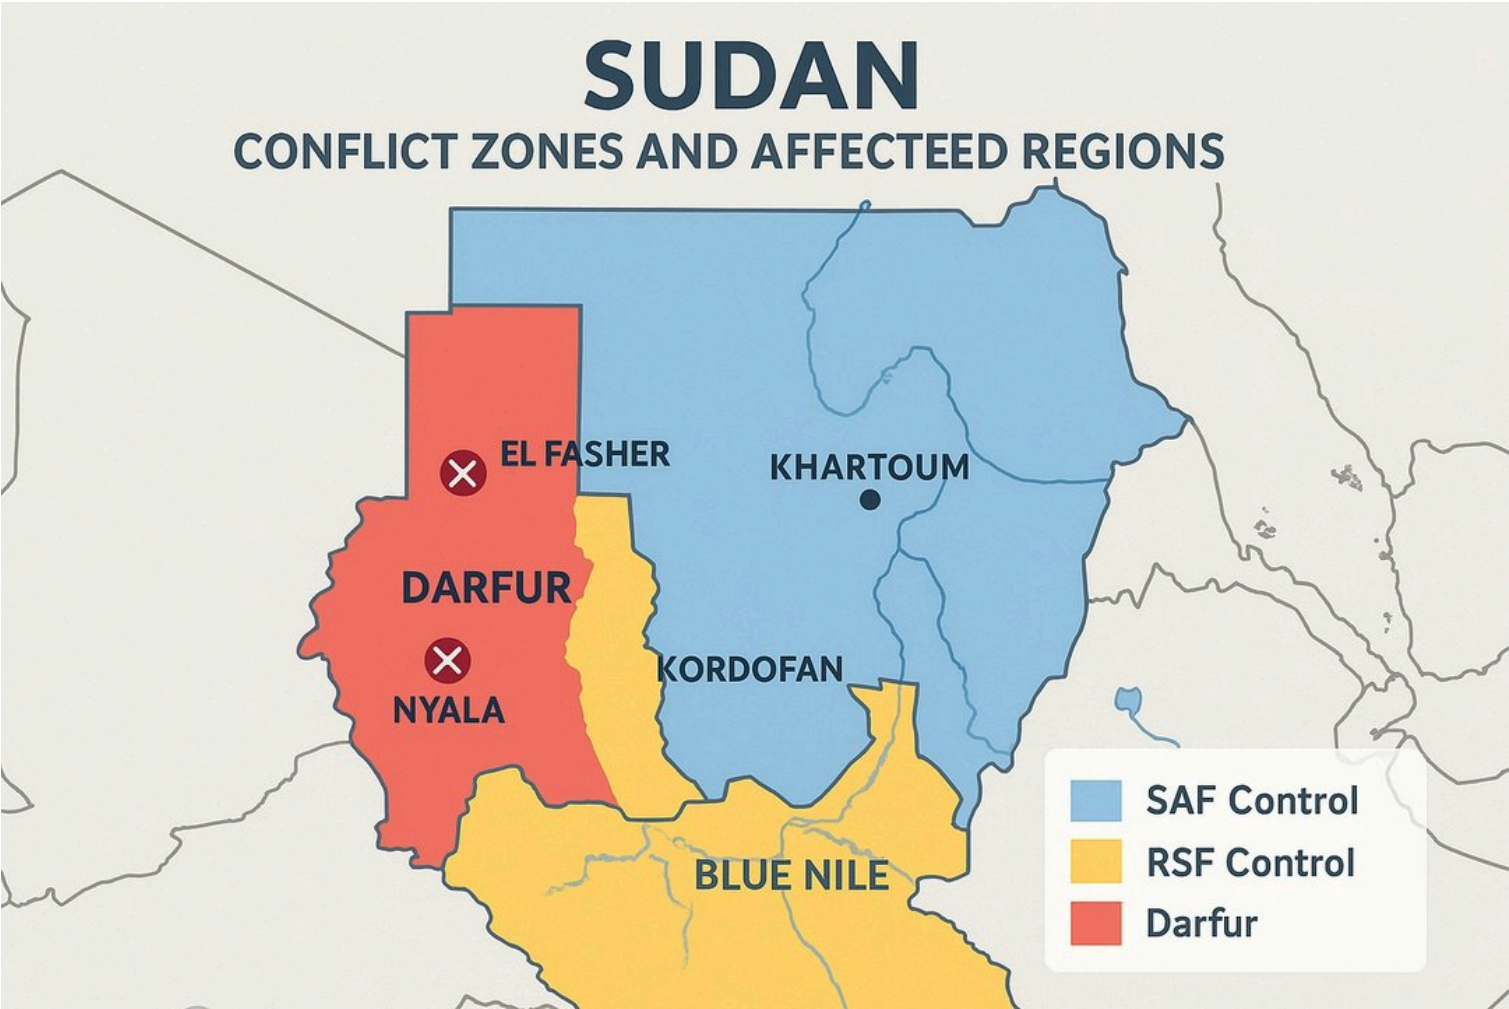 SUDAN
CONFLICT ZONES AND AFFECTEED REGIONS
EL FASHER
KHARTOUM
DARFUR
KORDOFAN
NYALA
BLUE NILE
SAF Control
RSF Control
Darfur